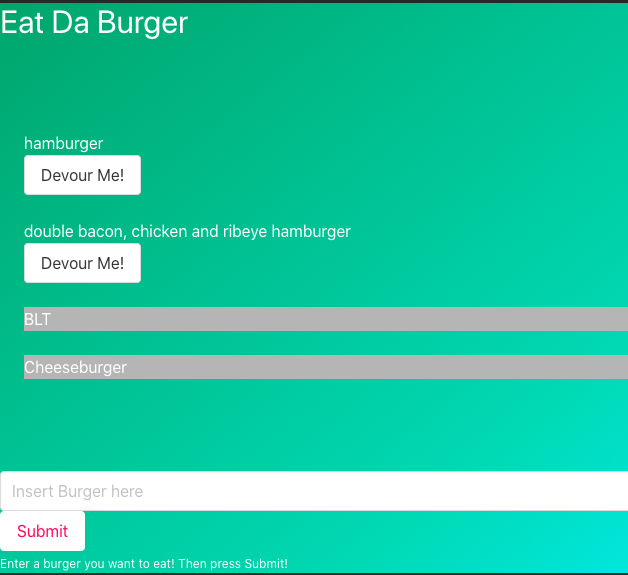 Eat Da Burger
hamburger
Devour Me!
double bacon, chicken and ribeye hamburger
Devour Me!
BLT
Cheeseburger
Insert Burger here
Submit
Enter a burger you want to eat! Then press Submit!